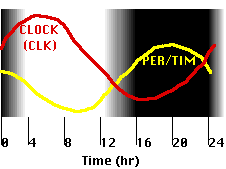 CLOCK
(CLK)
PER/TIM
0 4 8 12 16 20 24
Time (hr)